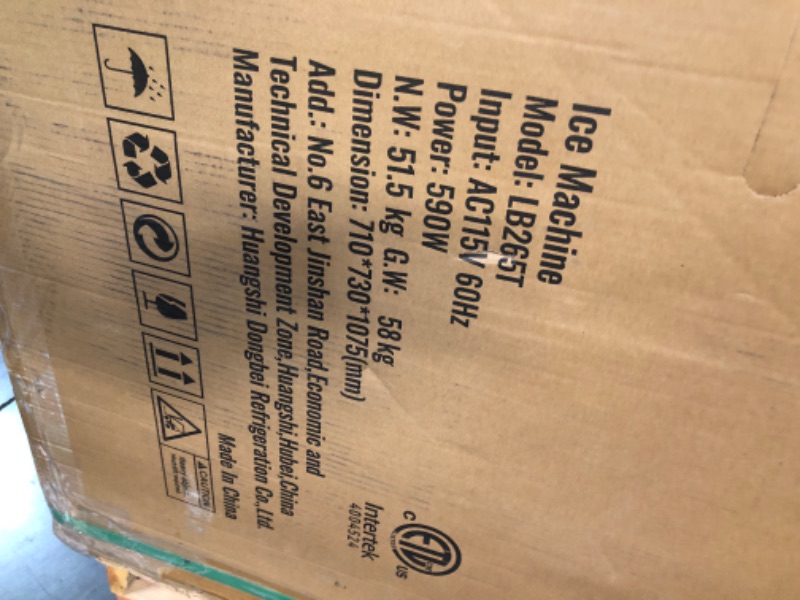 Ice Machine
Model: LB265T
Input: AC115V 60Hz
Power: 590W
N.W: 51.5 kg G.W: 58kg
Dimension: 710*730*1075(mm)
Add.: No.6 East Jinshan Road,Economic and
Technical Development Zone,Huangshi,Hubei,China
Manufacturer: Huangshi Dongbei Refrigeration Co.,Ltd.
Made In China
C ETL US
Intertek
4004524
CAUTION